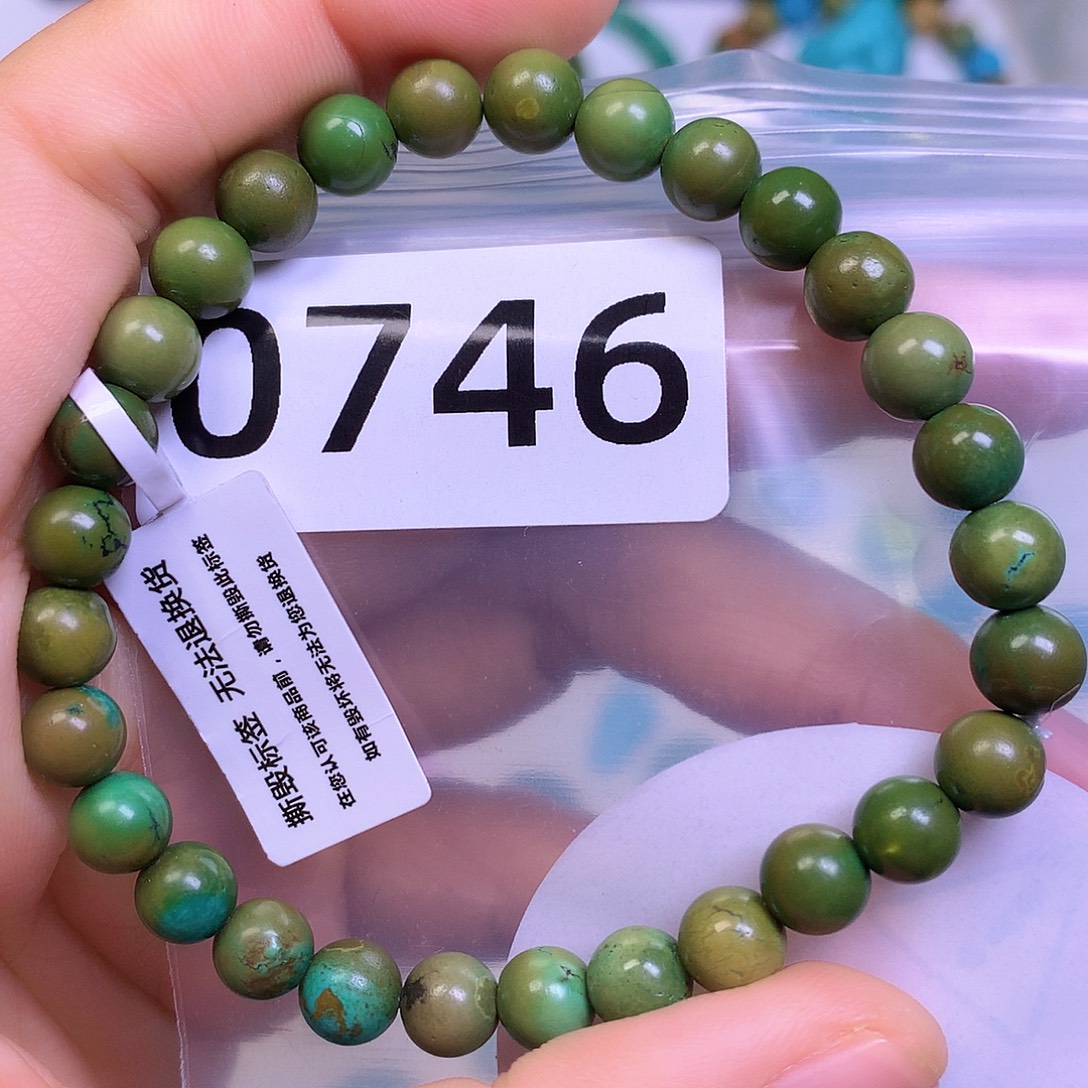 0746
撕毁标签 无法退换货
在您认可该商品前，请勿撕毁此标签
如有毁坏将无法为您退换货